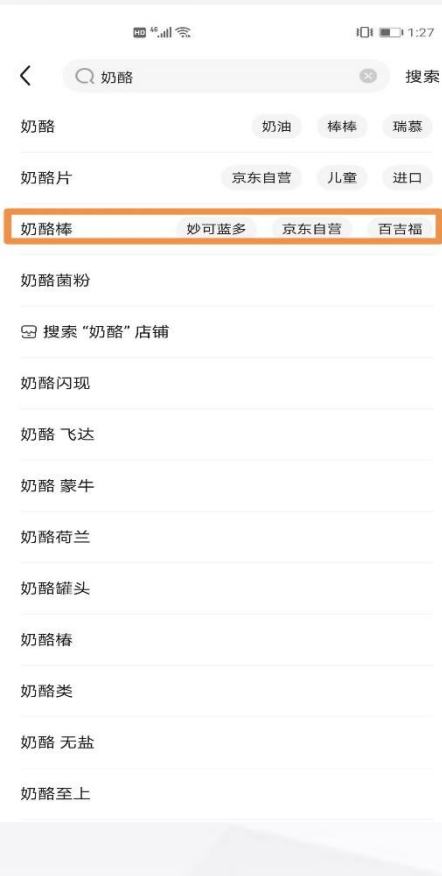 HD 4G 1:27
奶酪 搜索
奶酪 奶油 棒棒 瑞慕
奶酪片 京东自营 儿童 进口
奶酪棒 妙可蓝多 京东自营 百吉福
奶酪菌粉
搜索“奶酪”店铺
奶酪闪现
奶酪 飞达
奶酪 蒙牛
奶酪荷兰
奶酪罐头
奶酪椿
奶酪类
奶酪 无盐
奶酪至上